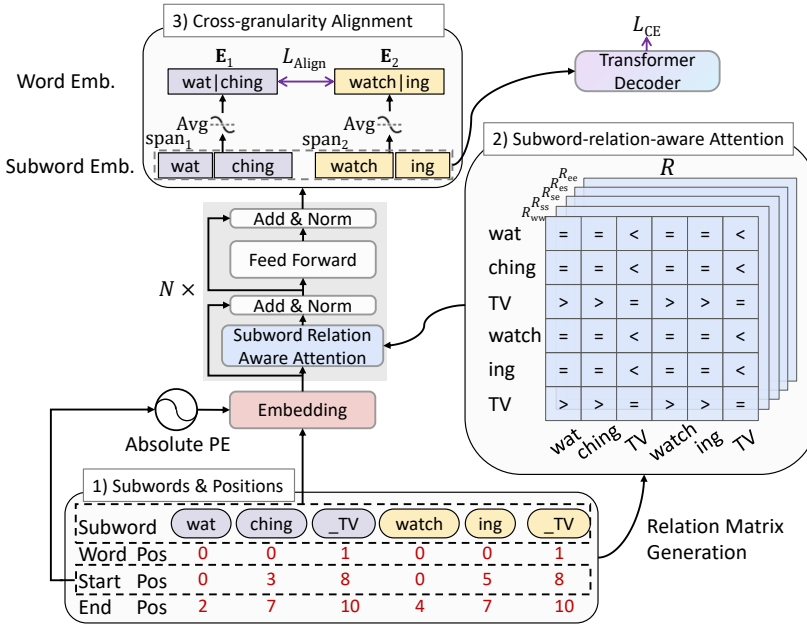 3) Cross-granularity Alignment
E₁ L_Align E₂
L_CE
Transformer
Decoder
Word Emb.
wat|ching watch|ing
Avg Avg
span₁ span₂
Subword Emb.
wat ching watch ing
2) Subword-relation-aware Attention
R
R_ee
R_es
R_se
R_ss
R_ww
wat = = < = = <
ching = = < = = <
TV > > = > > =
watch = = < = = <
ing = = < = = <
TV > > = > > =
wat ching TV watch ing TV
Add & Norm
Feed Forward
N ×
Add & Norm
Subword Relation
Aware Attention
Embedding
Absolute PE
1) Subwords & Positions
Subword wat ching _TV watch ing _TV
Word Pos 0 0 1 0 0 1
Start Pos 0 3 8 0 5 8
End Pos 2 7 10 4 7 10
Relation Matrix
Generation